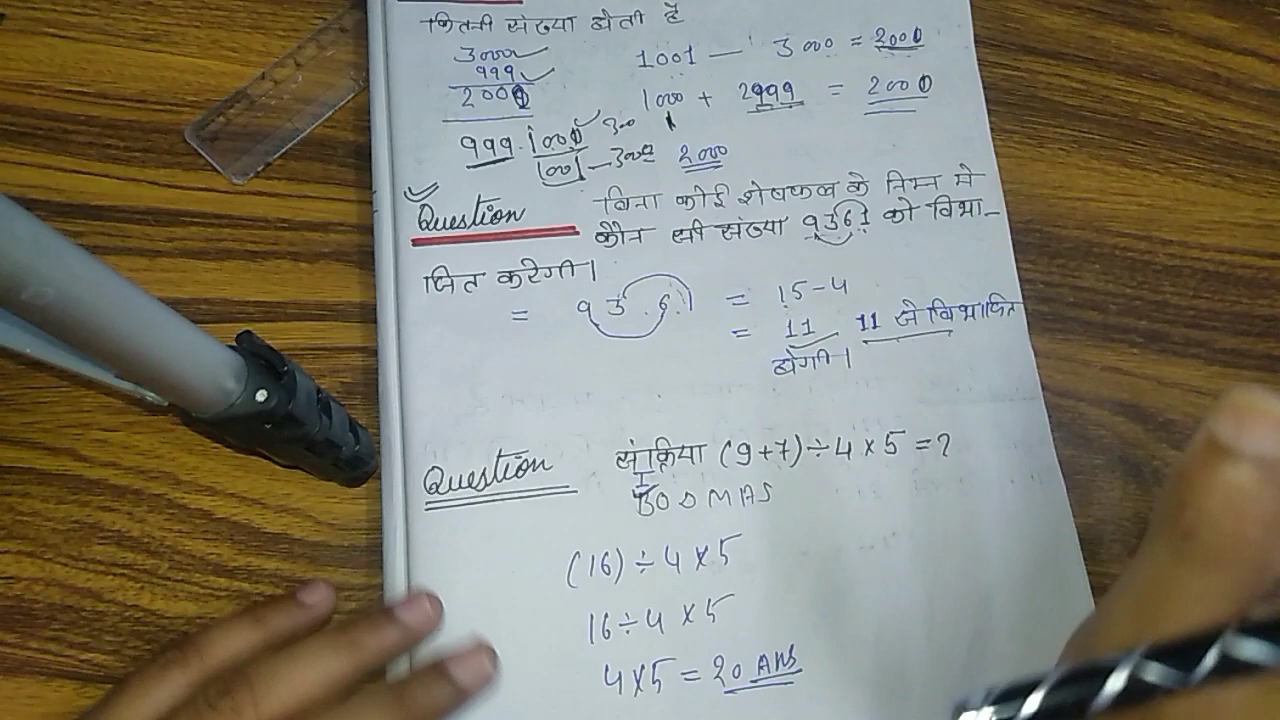 कितनी संख्या होती है
3000
999
2000
1001 — 3000 = 2000
1000 + 2999 = 2000
999. 1000 300
001 — 3000 2000
Question बिना कोई शेषफल के निम्न में
कौन सी संख्या 9361 को विभा-
जित करेगी।
= 9361 = 15-4
= 11 11 से विभाजित
होगी।
Question संक्रिया (9+7)÷4×5=?
BODMAS
(16)÷4×5
16÷4×5
4×5 = 20 Ans